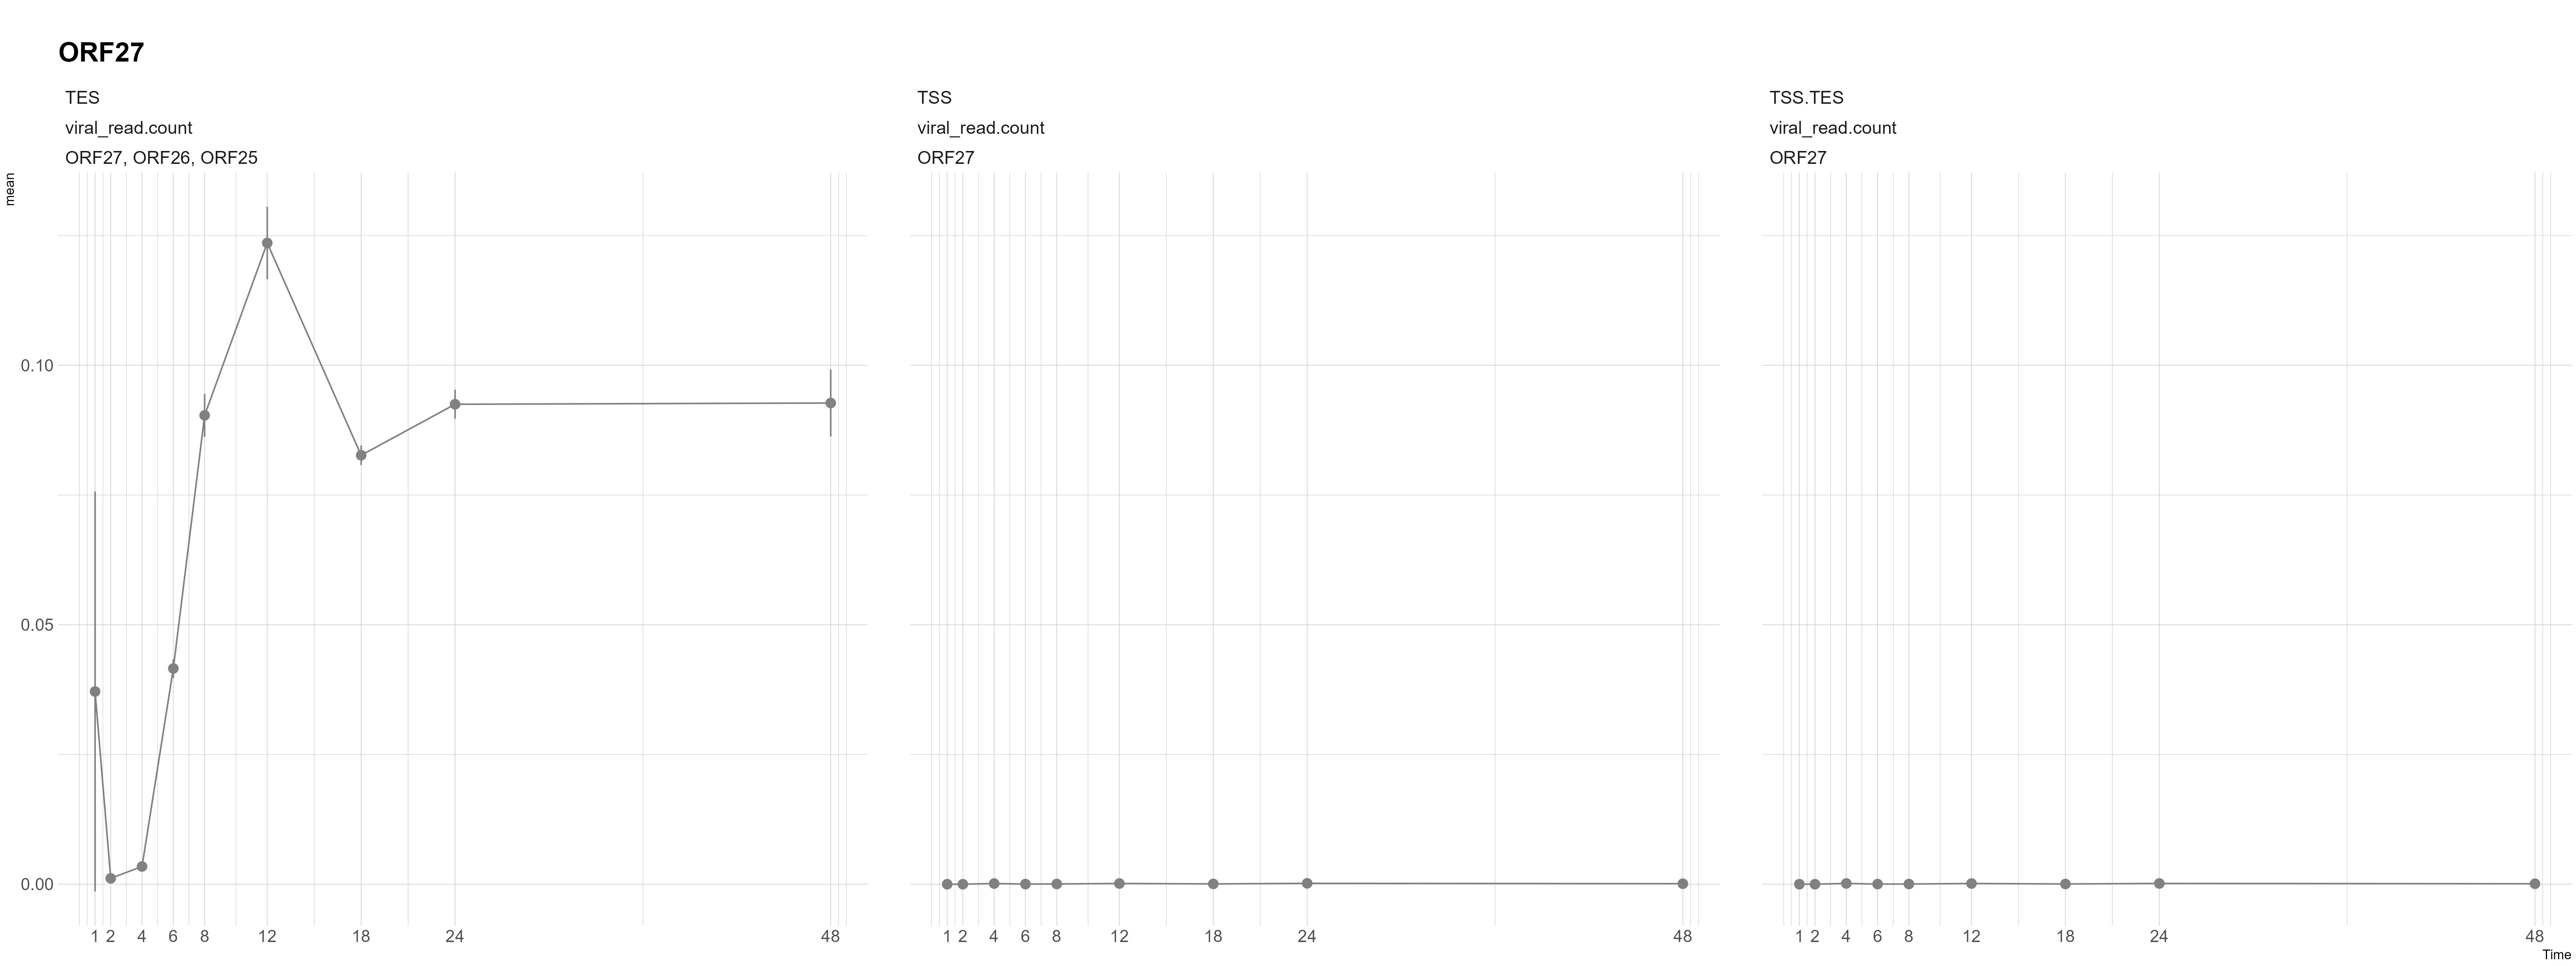 ORF27
TES
viral_read.count
ORF27, ORF26, ORF25
TSS
viral_read.count
ORF27
TSS.TES
viral_read.count
ORF27
mean
0.10
0.05
0.00
1 2 4 6 8 12 18 24 48
1 2 4 6 8 12 18 24 48
1 2 4 6 8 12 18 24 48
Time